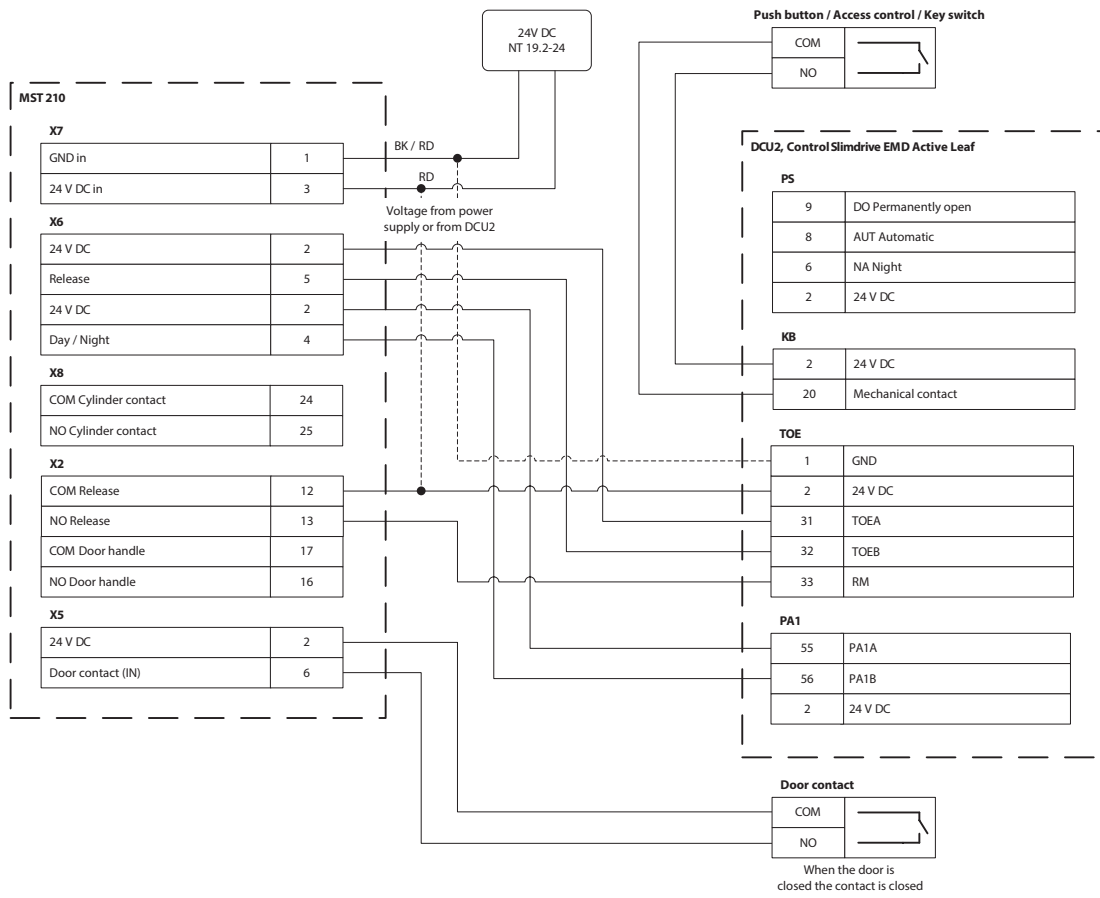 24V DC
NT 19.2-24
Push button / Access control / Key switch
COM
NO
MST 210
X7
GND in 1
24 V DC in 3
BK / RD
RD
Voltage from power
supply or from DCU2
X6
24 V DC 2
Release 5
24 V DC 2
Day / Night 4
X8
COM Cylinder contact 24
NO Cylinder contact 25
X2
COM Release 12
NO Release 13
COM Door handle 17
NO Door handle 16
X5
24 V DC 2
Door contact (IN) 6
DCU2, Control Slimdrive EMD Active Leaf
PS
9 DO Permanently open
8 AUT Automatic
6 NA Night
2 24 V DC
KB
2 24 V DC
20 Mechanical contact
TOE
1 GND
2 24 V DC
31 TOEA
32 TOEB
33 RM
PA1
55 PA1A
56 PA1B
2 24 V DC
Door contact
COM
NO
When the door is
closed the contact is closed